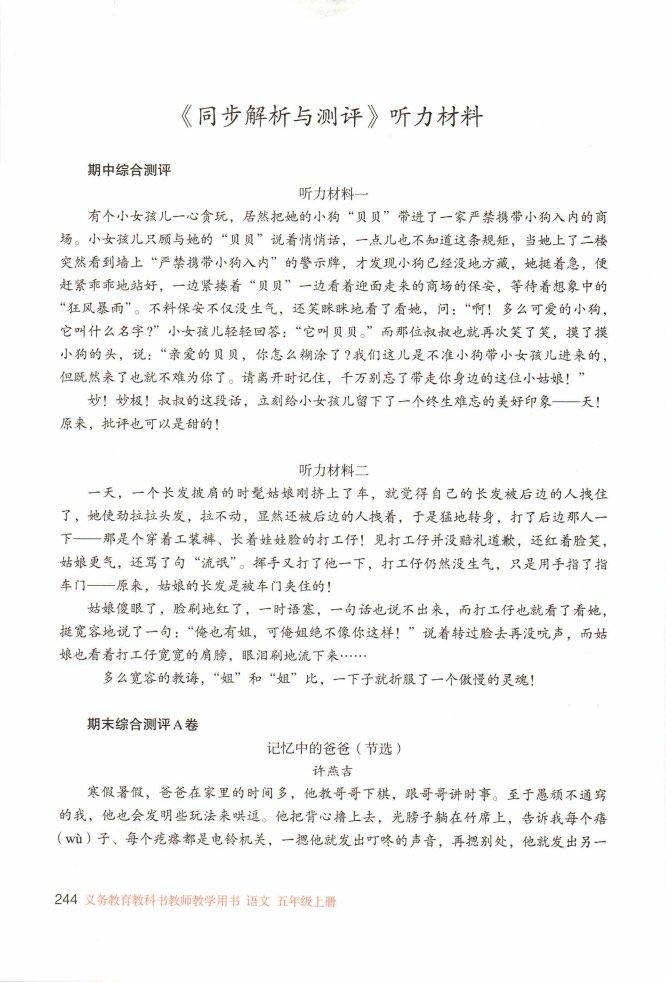 《同步解析与测评》听力材料
期中综合测评
听力材料一
有个小女孩儿一心贪玩，居然把她的小狗“贝贝”带进了一家严禁携带小狗入内的商
场。小女孩儿只顾与她的“贝贝”说着悄悄话，一点儿也不知道这条规矩，当她上了二楼
突然看到墙上“严禁携带小狗入内”的警示牌，才发现小狗已经没地方藏，她挺着急，便
赶紧乖乖地站好，一边紧搂着“贝贝”一边看着迎面走来的商场的保安，等待着想象中的
“狂风暴雨”。不料保安不仅没生气，还笑眯眯地看了看她，问：“啊！多么可爱的小狗，
它叫什么名字？”小女孩儿轻轻回答：“它叫贝贝。”而那位叔叔也就再次笑了笑，摸了摸
小狗的头，说：“亲爱的贝贝，你怎么糊涂了？我们这儿是不准小狗带小女孩儿进来的，
但既然来了也就不难为你了。请离开时记住，千万别忘了带走你身边的这位小姑娘！”
妙！妙极！叔叔的这段话，立刻给小女孩儿留下了一个终生难忘的美好印象——天！
原来，批评也可以是甜的！
听力材料二
一天，一个长发披肩的时髦姑娘刚挤上了车，就觉得自己的长发被后边的人拽住
了，她使劲拉拉头发，拉不动，显然还被后边的人拽着，于是猛地转身，打了后边那人一
下——那是个穿着工装裤、长着娃娃脸的打工仔！见打工仔并没赔礼道歉，还红着脸笑，
姑娘更气，还骂了句“流氓”。挥手又打了他一下，打工仔仍然没生气，只是用手指了指
车门——原来，姑娘的长发是被车门夹住的！
姑娘傻眼了，脸刷地红了，一时语塞，一句话也说不出来，而打工仔也就看了看她，
挺宽容地说了一句：“俺也有姐，可俺姐绝不像你这样！”说着转过脸去再没吭声，而姑
娘也看着打工仔宽宽的肩膀，眼泪刷地流下来……
多么宽容的教诲，“姐”和“姐”比，一下子就折服了一个傲慢的灵魂！
期末综合测评A卷
记忆中的爸爸（节选）
许燕吉
寒假暑假，爸爸在家里的时间多，他教哥哥下棋，跟哥哥讲时事。至于愚顽不通窍
的我，他也会发明些玩法来哄逗。他把背心撸上去，光膀子躺在竹席上，告诉我每个痦
（wù）子、每个疙瘩都是电铃机关，一摁他就发出叮咚的声音，再摁别处，他就发出另一
244 义务教育教科书教师教学用书 语文 五年级上册